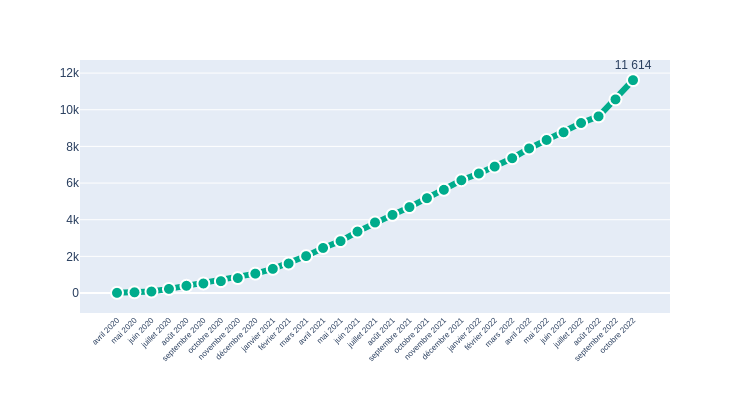 11 614
12k
10k
8k
6k
4k
2k
0
avril 2020
mai 2020
juin 2020
juillet 2020
août 2020
septembre 2020
octobre 2020
novembre 2020
décembre 2020
janvier 2021
février 2021
mars 2021
avril 2021
mai 2021
juin 2021
juillet 2021
août 2021
septembre 2021
octobre 2021
novembre 2021
décembre 2021
janvier 2022
février 2022
mars 2022
avril 2022
mai 2022
juin 2022
juillet 2022
août 2022
septembre 2022
octobre 2022